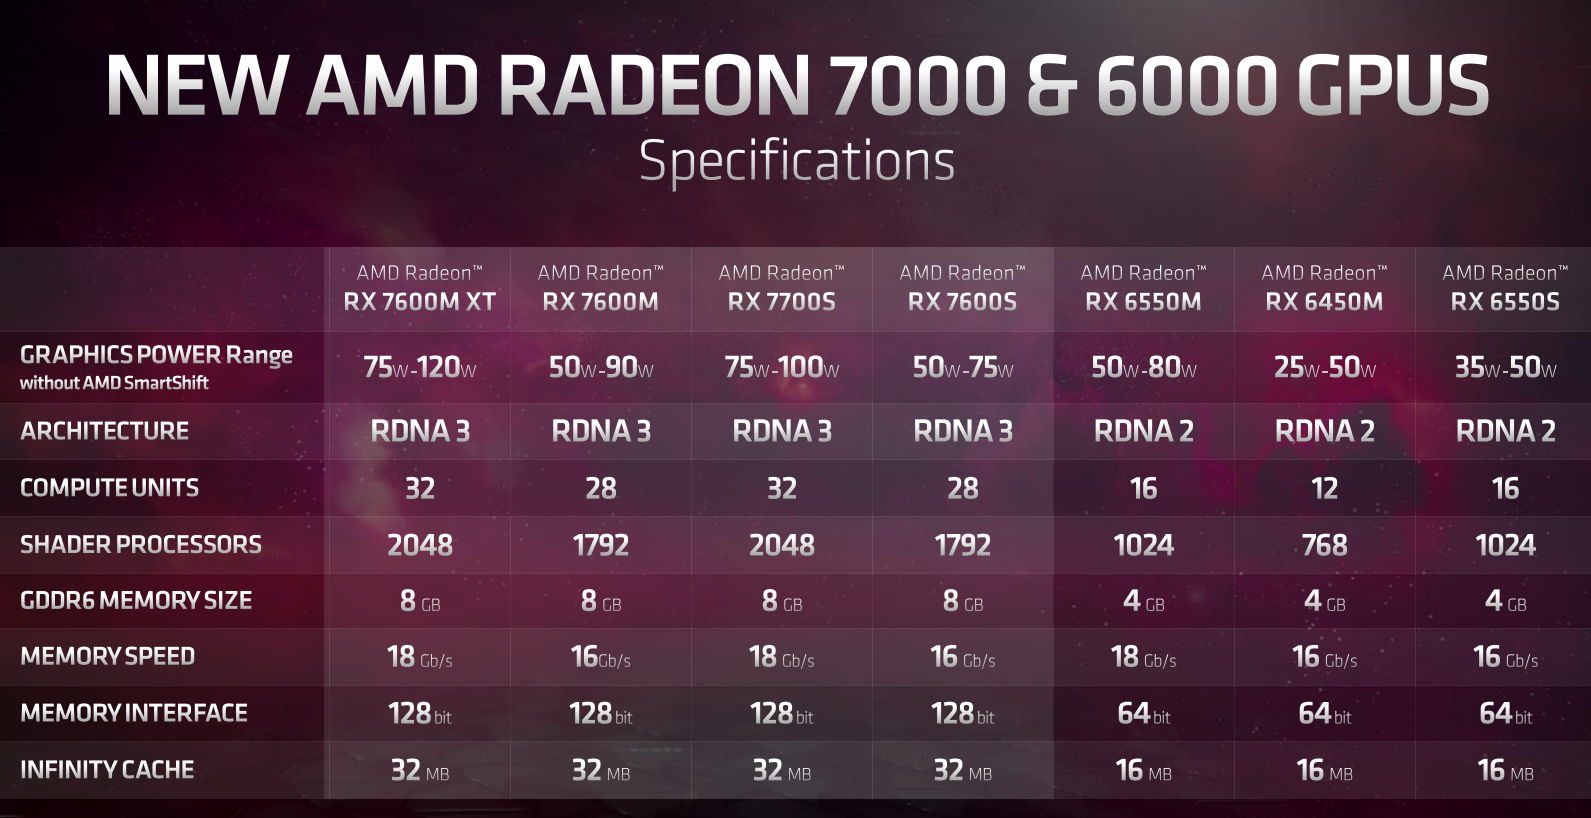 NEW AMD RADEON 7000 & 6000 GPUS
Specifications
AMD Radeon™ AMD Radeon™ AMD Radeon™ AMD Radeon™ AMD Radeon™ AMD Radeon™ AMD Radeon™
RX 7600M XT RX 7600M RX 7700S RX 7600S RX 6550M RX 6450M RX 6550S
GRAPHICS POWER Range 75W-120W 50W-90W 75W-100W 50W-75W 50W-80W 25W-50W 35W-50W
without AMD SmartShift
ARCHITECTURE RDNA 3 RDNA 3 RDNA 3 RDNA 3 RDNA 2 RDNA 2 RDNA 2
COMPUTE UNITS 32 28 32 28 16 12 16
SHADER PROCESSORS 2048 1792 2048 1792 1024 768 1024
GDDR6 MEMORY SIZE 8 GB 8 GB 8 GB 8 GB 4 GB 4 GB 4 GB
MEMORY SPEED 18 Gb/s 16Gb/s 18 Gb/s 16 Gb/s 18 Gb/s 16 Gb/s 16 Gb/s
MEMORY INTERFACE 128 bit 128 bit 128 bit 128 bit 64 bit 64 bit 64 bit
INFINITY CACHE 32 MB 32 MB 32 MB 32 MB 16 MB 16 MB 16 MB